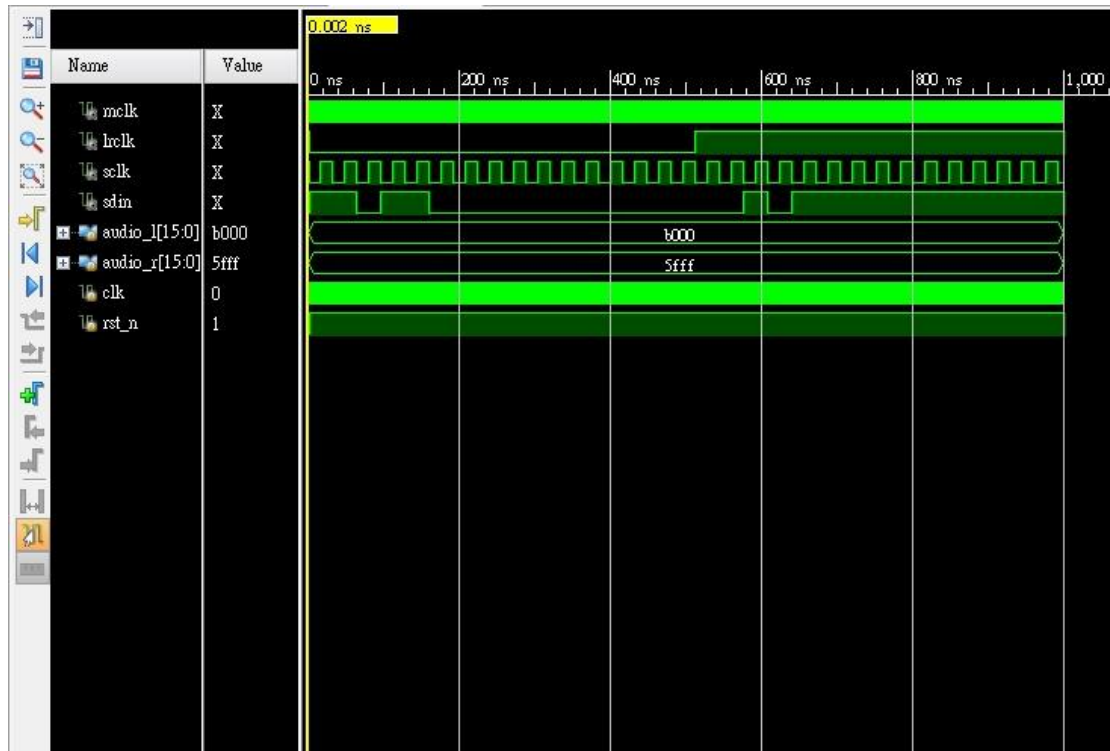 0.002 ns
Name Value
0 ns 200 ns 400 ns 600 ns 800 ns 1,000
mclk X
lrclk X
sclk X
sdin X
audio_l[15:0] b000 b000
audio_r[15:0] 5fff 5fff
clk 0
rst_n 1